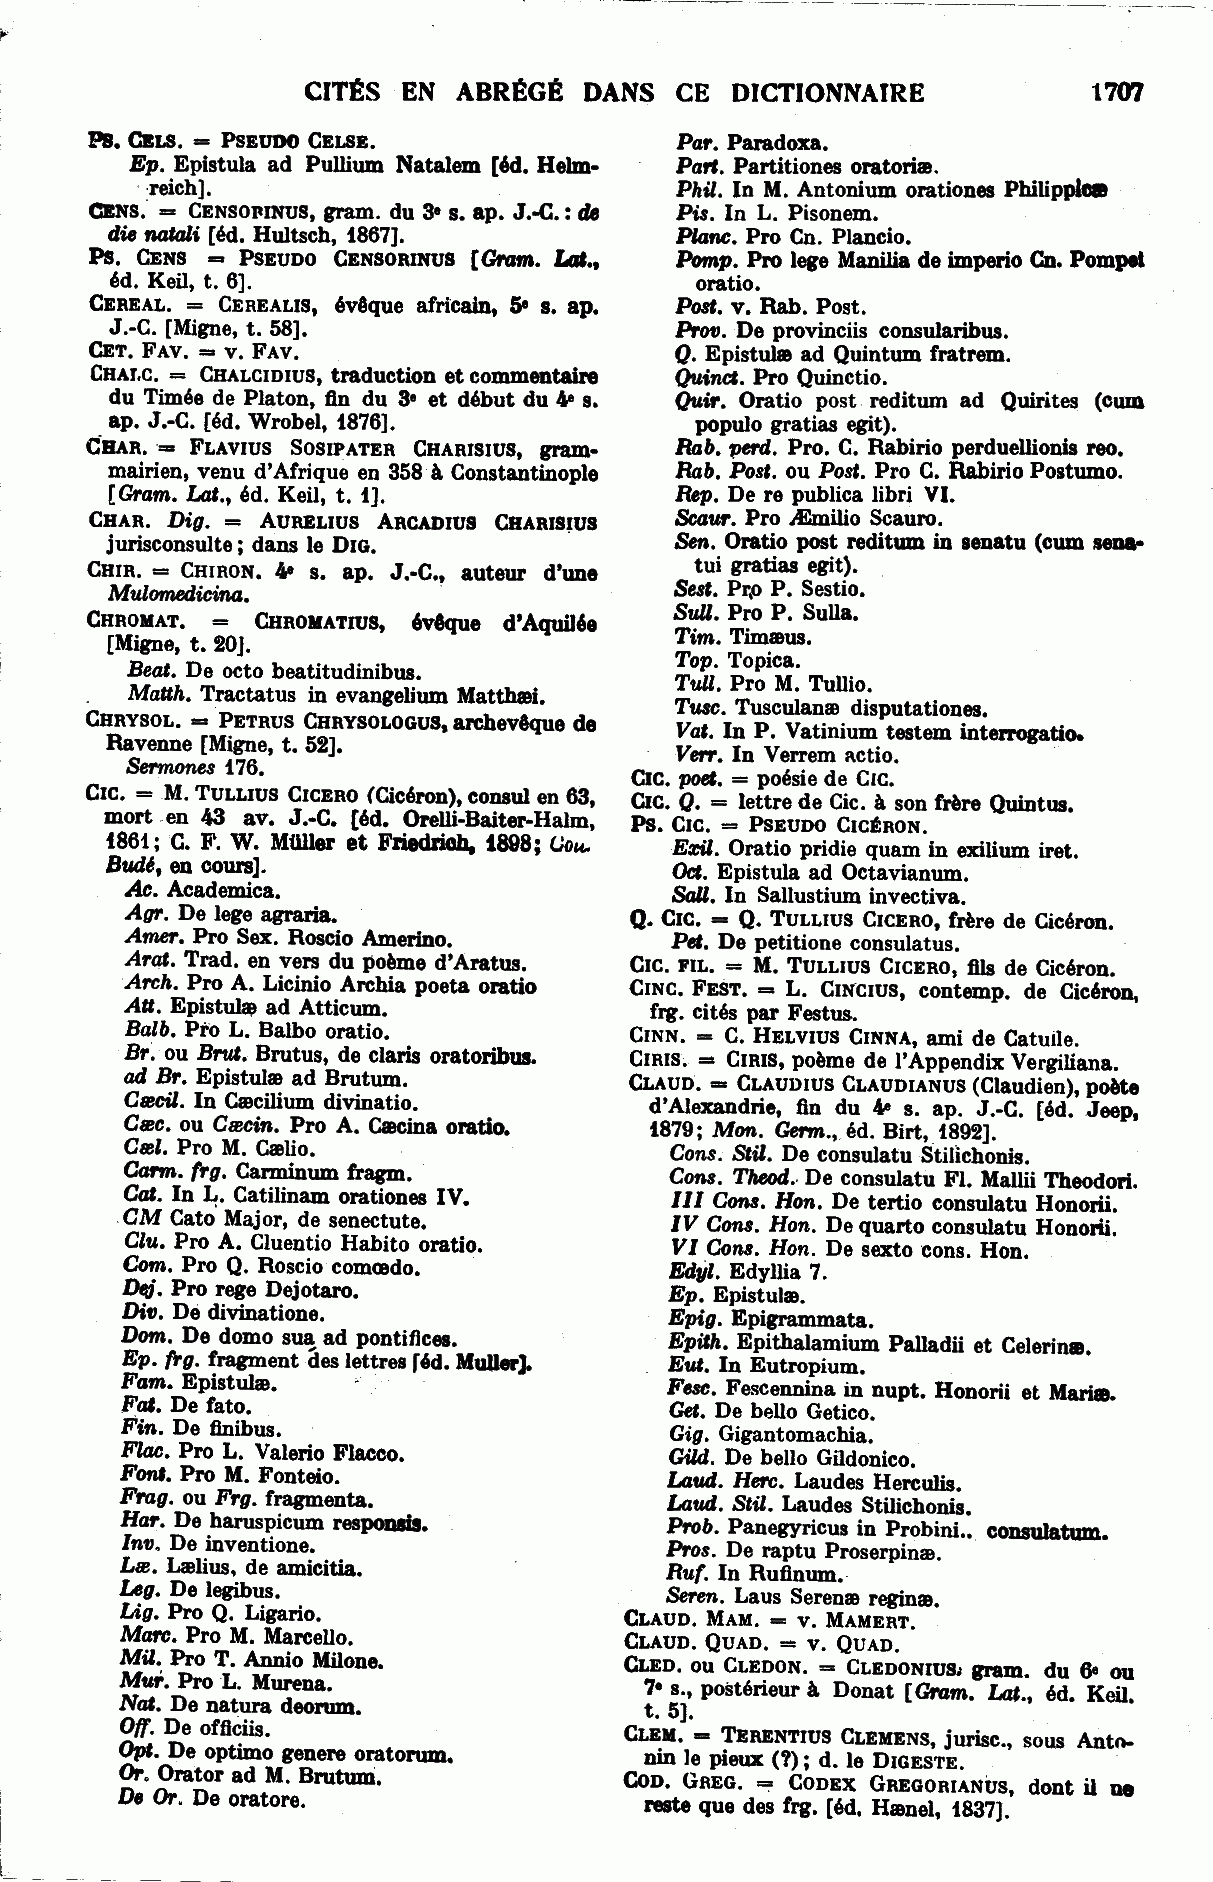 CITÉS EN ABRÉGÉ DANS CE DICTIONNAIRE 1707
Ps. Cels. = Pseudo Celse.
Ep. Epistula ad Pullium Natalem [éd. Helm-
reich].
Cens. = Censorinus, gram. du 3e s. ap. J.-C. : de
die natali [éd. Hultsch, 1867].
Ps. Cens = Pseudo Censorinus [Gram. Lat.,
éd. Keil, t. 6].
Cereal. = Cerealis, évêque africain, 5e s. ap.
J.-C. [Migne, t. 58].
Cet. Fav. = v. Fav.
Chalc. = Chalcidius, traduction et commentaire
du Timée de Platon, fin du 3e et début du 4e s.
ap. J.-C. [éd. Wrobel, 1876].
Char. = Flavius Sosipater Charisius, gram-
mairien, venu d'Afrique en 358 à Constantinople
[Gram. Lat., éd. Keil, t. 1].
Char. Dig. = Aurelius Arcadius Charisius
jurisconsulte ; dans le Dig.
Chir. = Chiron. 4e s. ap. J.-C., auteur d'une
Mulomedicina.
Chromat. = Chromatius, évêque d'Aquilée
[Migne, t. 20].
Beat. De octo beatitudinibus.
Matth. Tractatus in evangelium Matthæi.
Chrysol. = Petrus Chrysologus, archevêque de
Ravenne [Migne, t. 52].
Sermones 176.
Cic. = M. Tullius Cicero (Cicéron), consul en 63,
mort en 43 av. J.-C. [éd. Orelli-Baiter-Halm,
1861 ; C. F. W. Müller et Friedrich, 1898 ; Cou.
Budé, en cours].
Ac. Academica.
Agr. De lege agraria.
Amer. Pro Sex. Roscio Amerino.
Arat. Trad. en vers du poème d'Aratus.
Arch. Pro A. Licinio Archia poeta oratio
Att. Epistulæ ad Atticum.
Balb. Pro L. Balbo oratio.
Br. ou Brut. Brutus, de claris oratoribus.
ad Br. Epistulæ ad Brutum.
Cæcil. In Cæcilium divinatio.
Cæc. ou Cæcin. Pro A. Cæcina oratio.
Cæl. Pro M. Cælio.
Carm. frg. Carminum fragm.
Cat. In L. Catilinam orationes IV.
CM Cato Major, de senectute.
Clu. Pro A. Cluentio Habito oratio.
Com. Pro Q. Roscio comœdo.
Dej. Pro rege Dejotaro.
Div. De divinatione.
Dom. De domo sua ad pontifices.
Ep. frg. fragment des lettres [éd. Muller].
Fam. Epistulæ.
Fat. De fato.
Fin. De finibus.
Flac. Pro L. Valerio Flacco.
Font. Pro M. Fonteio.
Frag. ou Frg. fragmenta.
Har. De haruspicum responsis.
Inv. De inventione.
Læ. Lælius, de amicitia.
Leg. De legibus.
Lig. Pro Q. Ligario.
Marc. Pro M. Marcello.
Mil. Pro T. Annio Milone.
Mur. Pro L. Murena.
Nat. De natura deorum.
Off. De officiis.
Opt. De optimo genere oratorum.
Or. Orator ad M. Brutum.
De Or. De oratore.
Par. Paradoxa.
Part. Partitiones oratoriæ.
Phil. In M. Antonium orationes Philippicæ
Pis. In L. Pisonem.
Planc. Pro Cn. Plancio.
Pomp. Pro lege Manilia de imperio Cn. Pompei
oratio.
Post. v. Rab. Post.
Prov. De provinciis consularibus.
Q. Epistulæ ad Quintum fratrem.
Quinct. Pro Quinctio.
Quir. Oratio post reditum ad Quirites (cum
populo gratias egit).
Rab. perd. Pro. C. Rabirio perduellionis reo.
Rab. Post. ou Post. Pro C. Rabirio Postumo.
Rep. De re publica libri VI.
Scaur. Pro Æmilio Scauro.
Sen. Oratio post reditum in senatu (cum sena-
tui gratias egit).
Sest. Pro P. Sestio.
Sull. Pro P. Sulla.
Tim. Timæus.
Top. Topica.
Tull. Pro M. Tullio.
Tusc. Tusculanæ disputationes.
Vat. In P. Vatinium testem interrogatio.
Verr. In Verrem actio.
Cic. poet. = poésie de Cic.
Cic. Q. = lettre de Cic. à son frère Quintus.
Ps. Cic. = Pseudo Cicéron.
Exil. Oratio pridie quam in exilium iret.
Oct. Epistula ad Octavianum.
Sall. In Sallustium invectiva.
Q. Cic. = Q. Tullius Cicero, frère de Cicéron.
Pet. De petitione consulatus.
Cic. fil. = M. Tullius Cicero, fils de Cicéron.
Cinc. Fest. = L. Cincius, contemp. de Cicéron,
frg. cités par Festus.
Cinn. = C. Helvius Cinna, ami de Catulle.
Ciris. = Ciris, poème de l'Appendix Vergiliana.
Claud. = Claudius Claudianus (Claudien), poète
d'Alexandrie, fin du 4e s. ap. J.-C. [éd. Jeep,
1879 ; Mon. Germ., éd. Birt, 1892].
Cons. Stil. De consulatu Stilichonis.
Cons. Theod. De consulatu Fl. Mallii Theodori.
III Cons. Hon. De tertio consulatu Honorii.
IV Cons. Hon. De quarto consulatu Honorii.
VI Cons. Hon. De sexto cons. Hon.
Edyl. Edyllia 7.
Ep. Epistulæ.
Epig. Epigrammata.
Epith. Epithalamium Palladii et Celerinæ.
Eut. In Eutropium.
Fesc. Fescennina in nupt. Honorii et Mariæ.
Get. De bello Getico.
Gig. Gigantomachia.
Gild. De bello Gildonico.
Laud. Herc. Laudes Herculis.
Laud. Stil. Laudes Stilichonis.
Prob. Panegyricus in Probini.. consulatum.
Pros. De raptu Proserpinæ.
Ruf. In Rufinum.
Seren. Laus Serenæ reginæ.
Claud. Mam. = v. Mamert.
Claud. Quad. = v. Quad.
Cled. ou Cledon. = Cledonius, gram. du 6e ou
7e s., postérieur à Donat [Gram. Lat., éd. Keil.
t. 5].
Clem. = Terentius Clemens, jurisc., sous Anto-
nin le pieux (?) ; d. le Digeste.
Cod. Greg. = Codex Gregorianus, dont il ne
reste que des frg. [éd. Hænel, 1837].